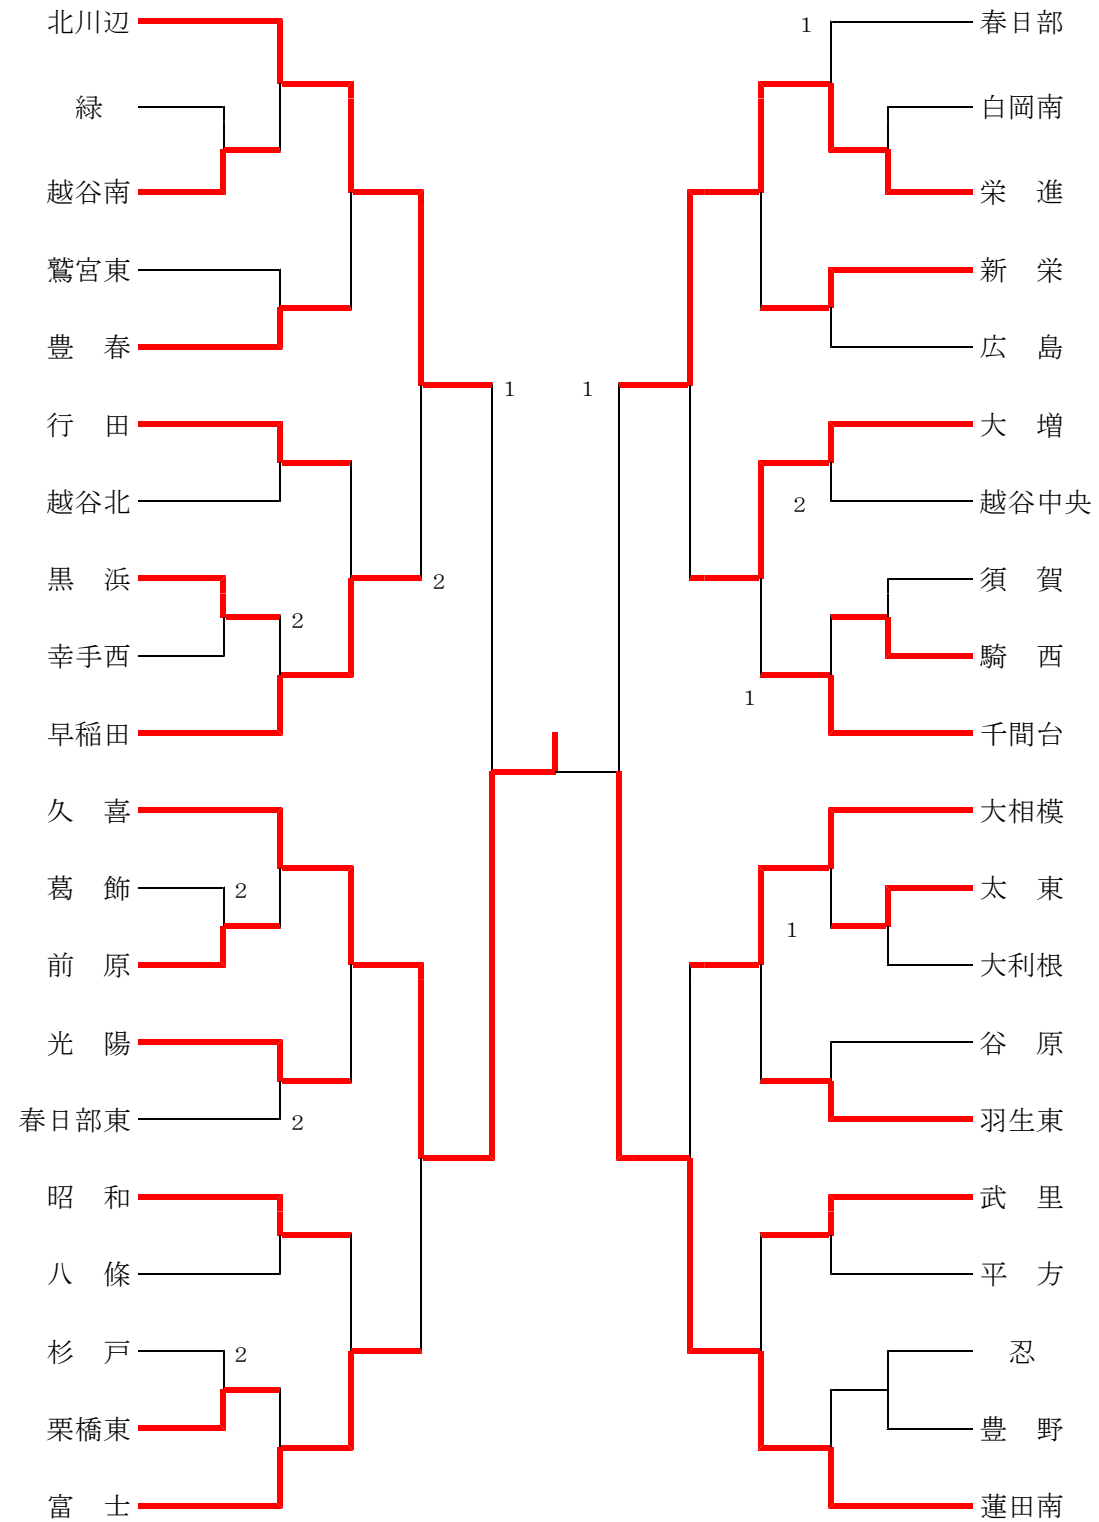 北川辺
緑
越谷南
鷲宮東
豊　春
行　田
越谷北
黒　浜
幸手西
早稲田
久　喜
葛　飾
前　原
光　陽
春日部東
昭　和
八　條
杉　戸
栗橋東
富　士
2
2
2
2
2
1
1
1
2
1
1
春日部
白岡南
栄　進
新　栄
広　島
大　増
越谷中央
須　賀
騎　西
千間台
大相模
太　東
大利根
谷　原
羽生東
武　里
平　方
忍
豊　野
蓮田南